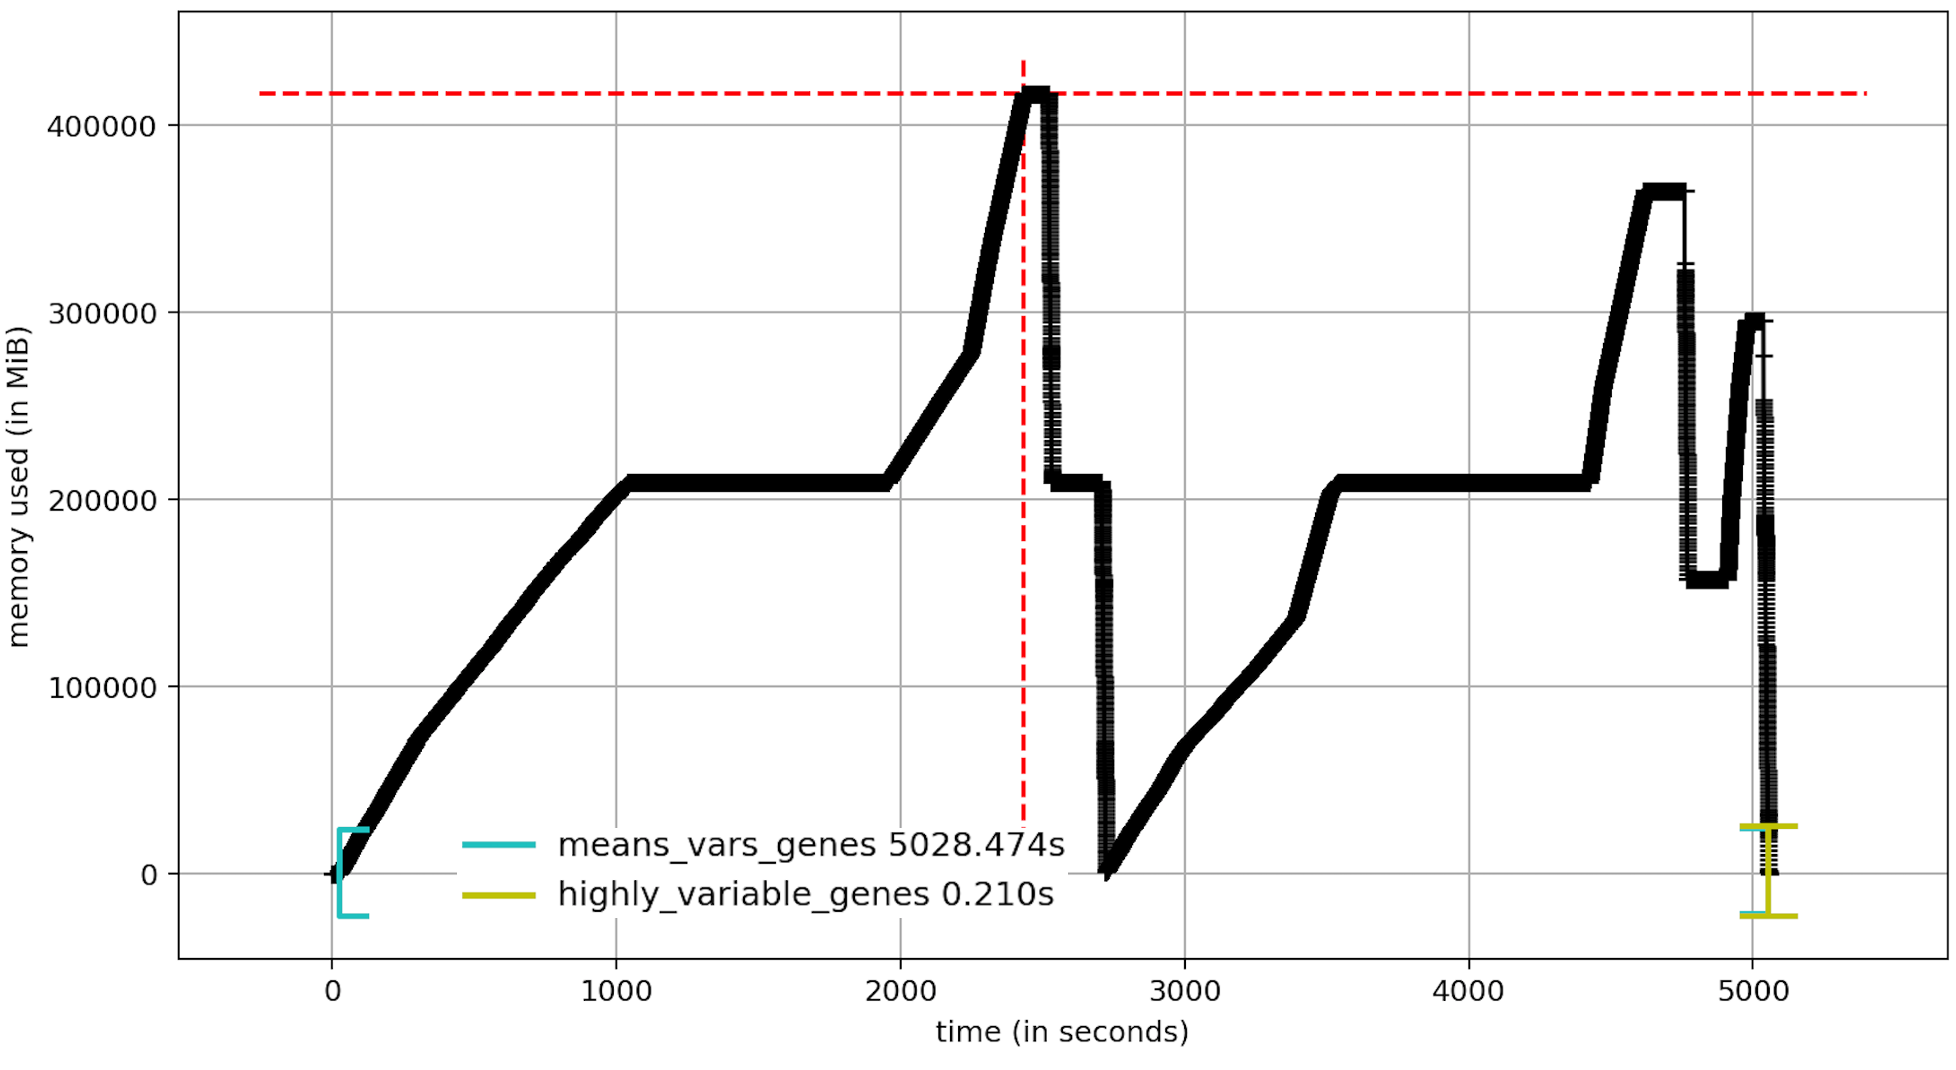 400000
300000
200000
100000
0
memory used (in MiB)
means_vars_genes 5028.474s
highly_variable_genes 0.210s
0 1000 2000 3000 4000 5000
time (in seconds)